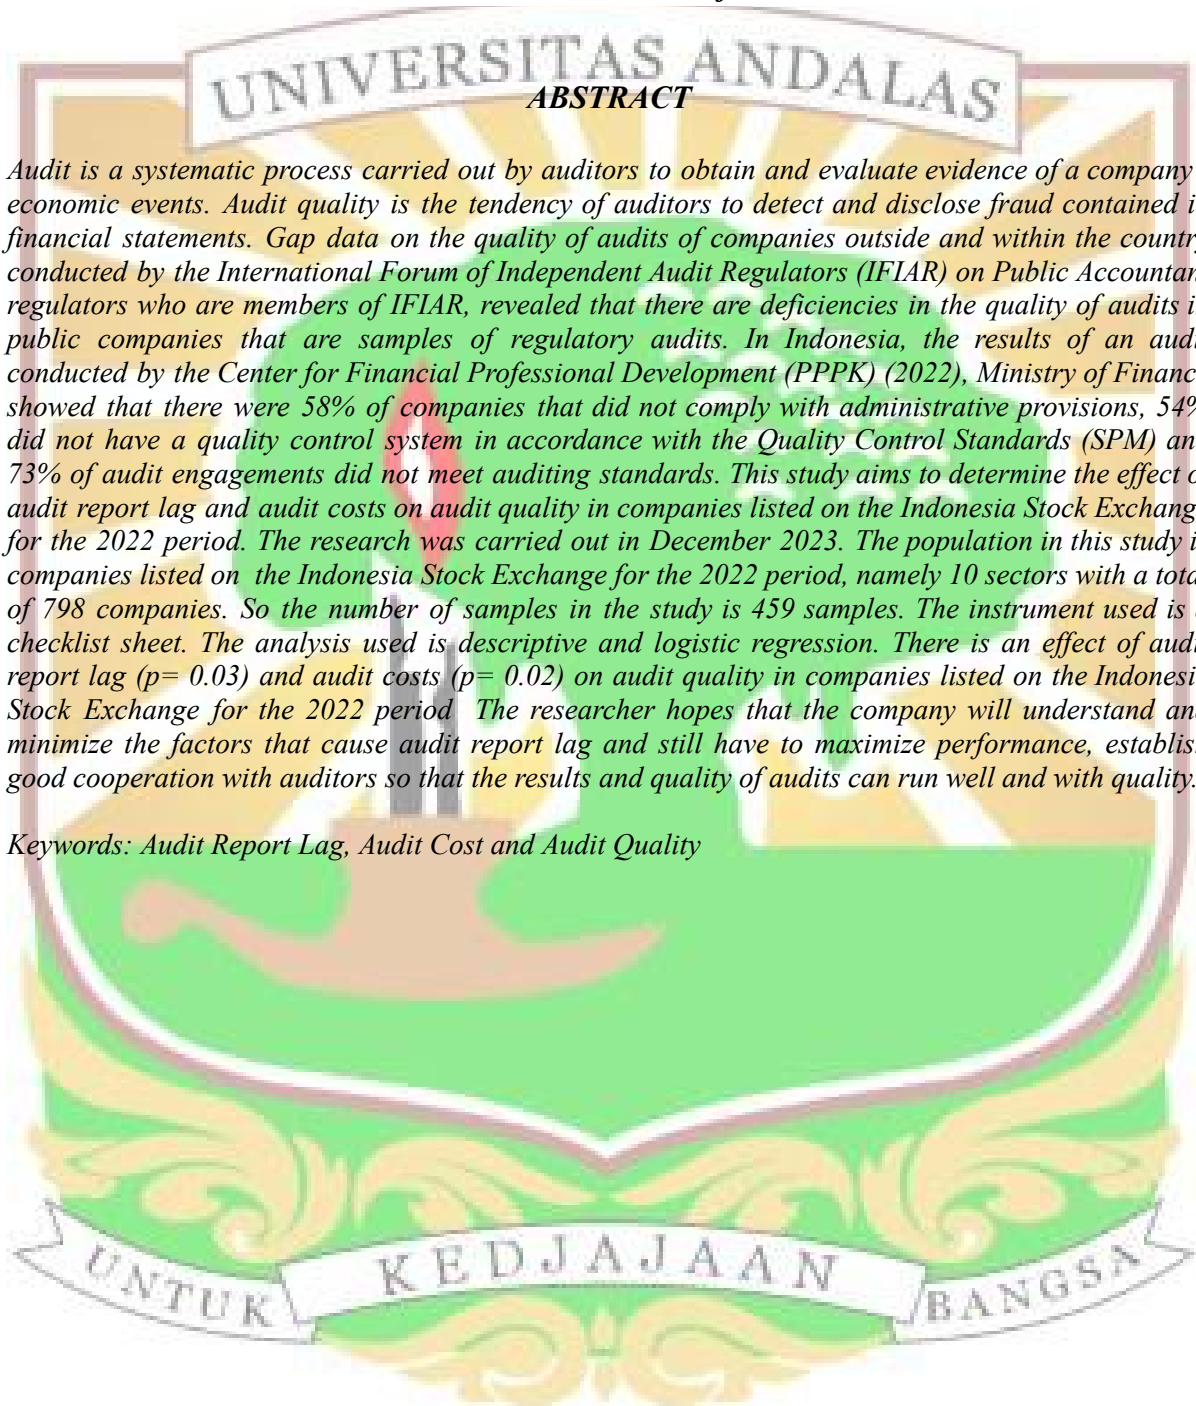 UNIVERSITAS ANDALAS
ABSTRACT
Audit is a systematic process carried out by auditors to obtain and evaluate evidence of a company
economic events. Audit quality is the tendency of auditors to detect and disclose fraud contained i
financial statements. Gap data on the quality of audits of companies outside and within the country
conducted by the International Forum of Independent Audit Regulators (IFIAR) on Public Accountan
regulators who are members of IFIAR, revealed that there are deficiencies in the quality of audits i
public companies that are samples of regulatory audits. In Indonesia, the results of an audi
conducted by the Center for Financial Professional Development (PPPK) (2022), Ministry of Financ
showed that there were 58% of companies that did not comply with administrative provisions, 54%
did not have a quality control system in accordance with the Quality Control Standards (SPM) an
73% of audit engagements did not meet auditing standards. This study aims to determine the effect o
audit report lag and audit costs on audit quality in companies listed on the Indonesia Stock Exchang
for the 2022 period. The research was carried out in December 2023. The population in this study i
companies listed on the Indonesia Stock Exchange for the 2022 period, namely 10 sectors with a tota
of 798 companies. So the number of samples in the study is 459 samples. The instrument used is
checklist sheet. The analysis used is descriptive and logistic regression. There is an effect of audi
report lag (p= 0.03) and audit costs (p= 0.02) on audit quality in companies listed on the Indonesi
Stock Exchange for the 2022 period The researcher hopes that the company will understand an
minimize the factors that cause audit report lag and still have to maximize performance, establis
good cooperation with auditors so that the results and quality of audits can run well and with quality.
Keywords: Audit Report Lag, Audit Cost and Audit Quality
UNTUK KEDJAJAAN BANGSA